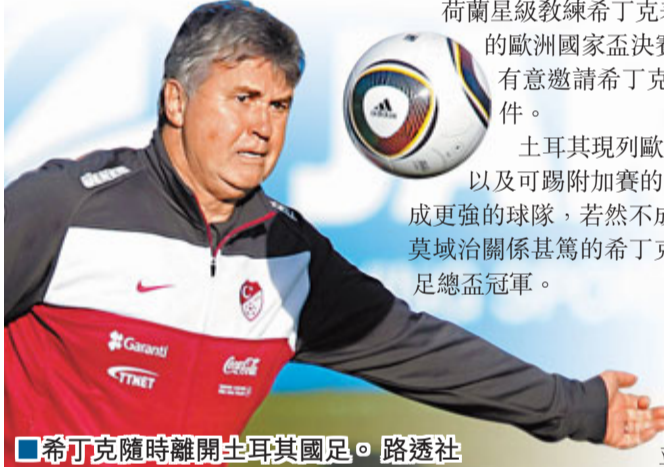 荷蘭星級教練希丁克
的歐洲國家盃決賽
有意邀請希丁克
件。
土耳其現列歐
以及可踢附加賽的
成更強的球隊，若然不成
莫域治關係甚篤的希丁克
足總盃冠軍。
adidas
ÜLKER
Garanti
TTNET
Coca-Cola
■希丁克隨時離開土耳其國足。 路透社